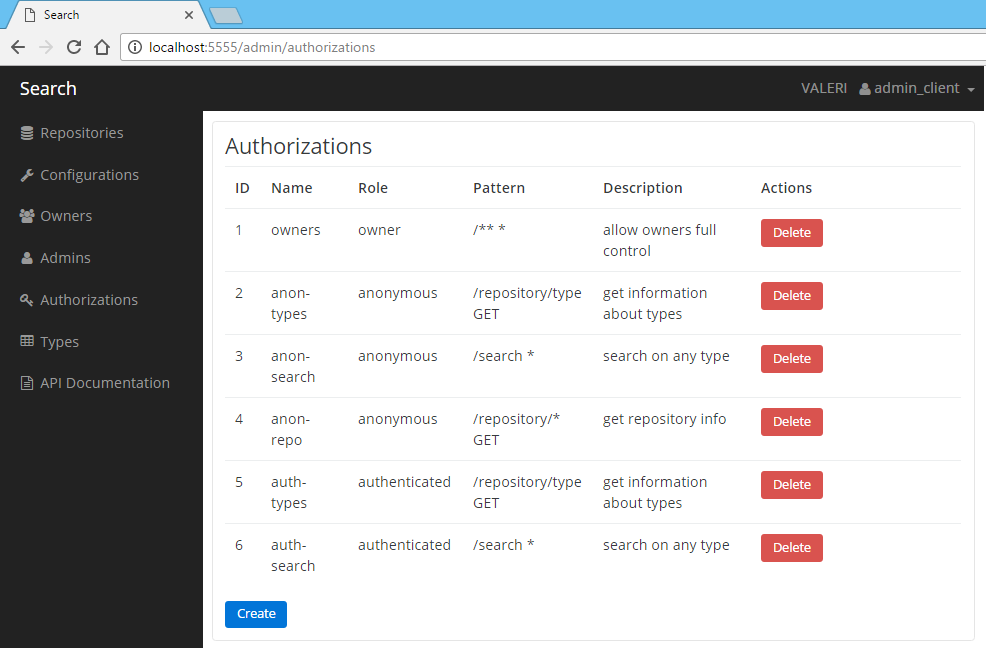 Search
localhost:5555/admin/authorizations
Search VALERI admin_client
Repositories
Configurations
Owners
Admins
Authorizations
Types
API Documentation
Authorizations
ID Name Role Pattern Description Actions
1 owners owner /** * allow owners full Delete
control
2 anon- anonymous /repository/type get information Delete
types GET about types
3 anon- anonymous /search * search on any type Delete
search
4 anon- anonymous /repository/* get repository info Delete
repo GET
5 auth- authenticated /repository/type get information Delete
types GET about types
6 auth- authenticated /search * search on any type Delete
search
Create